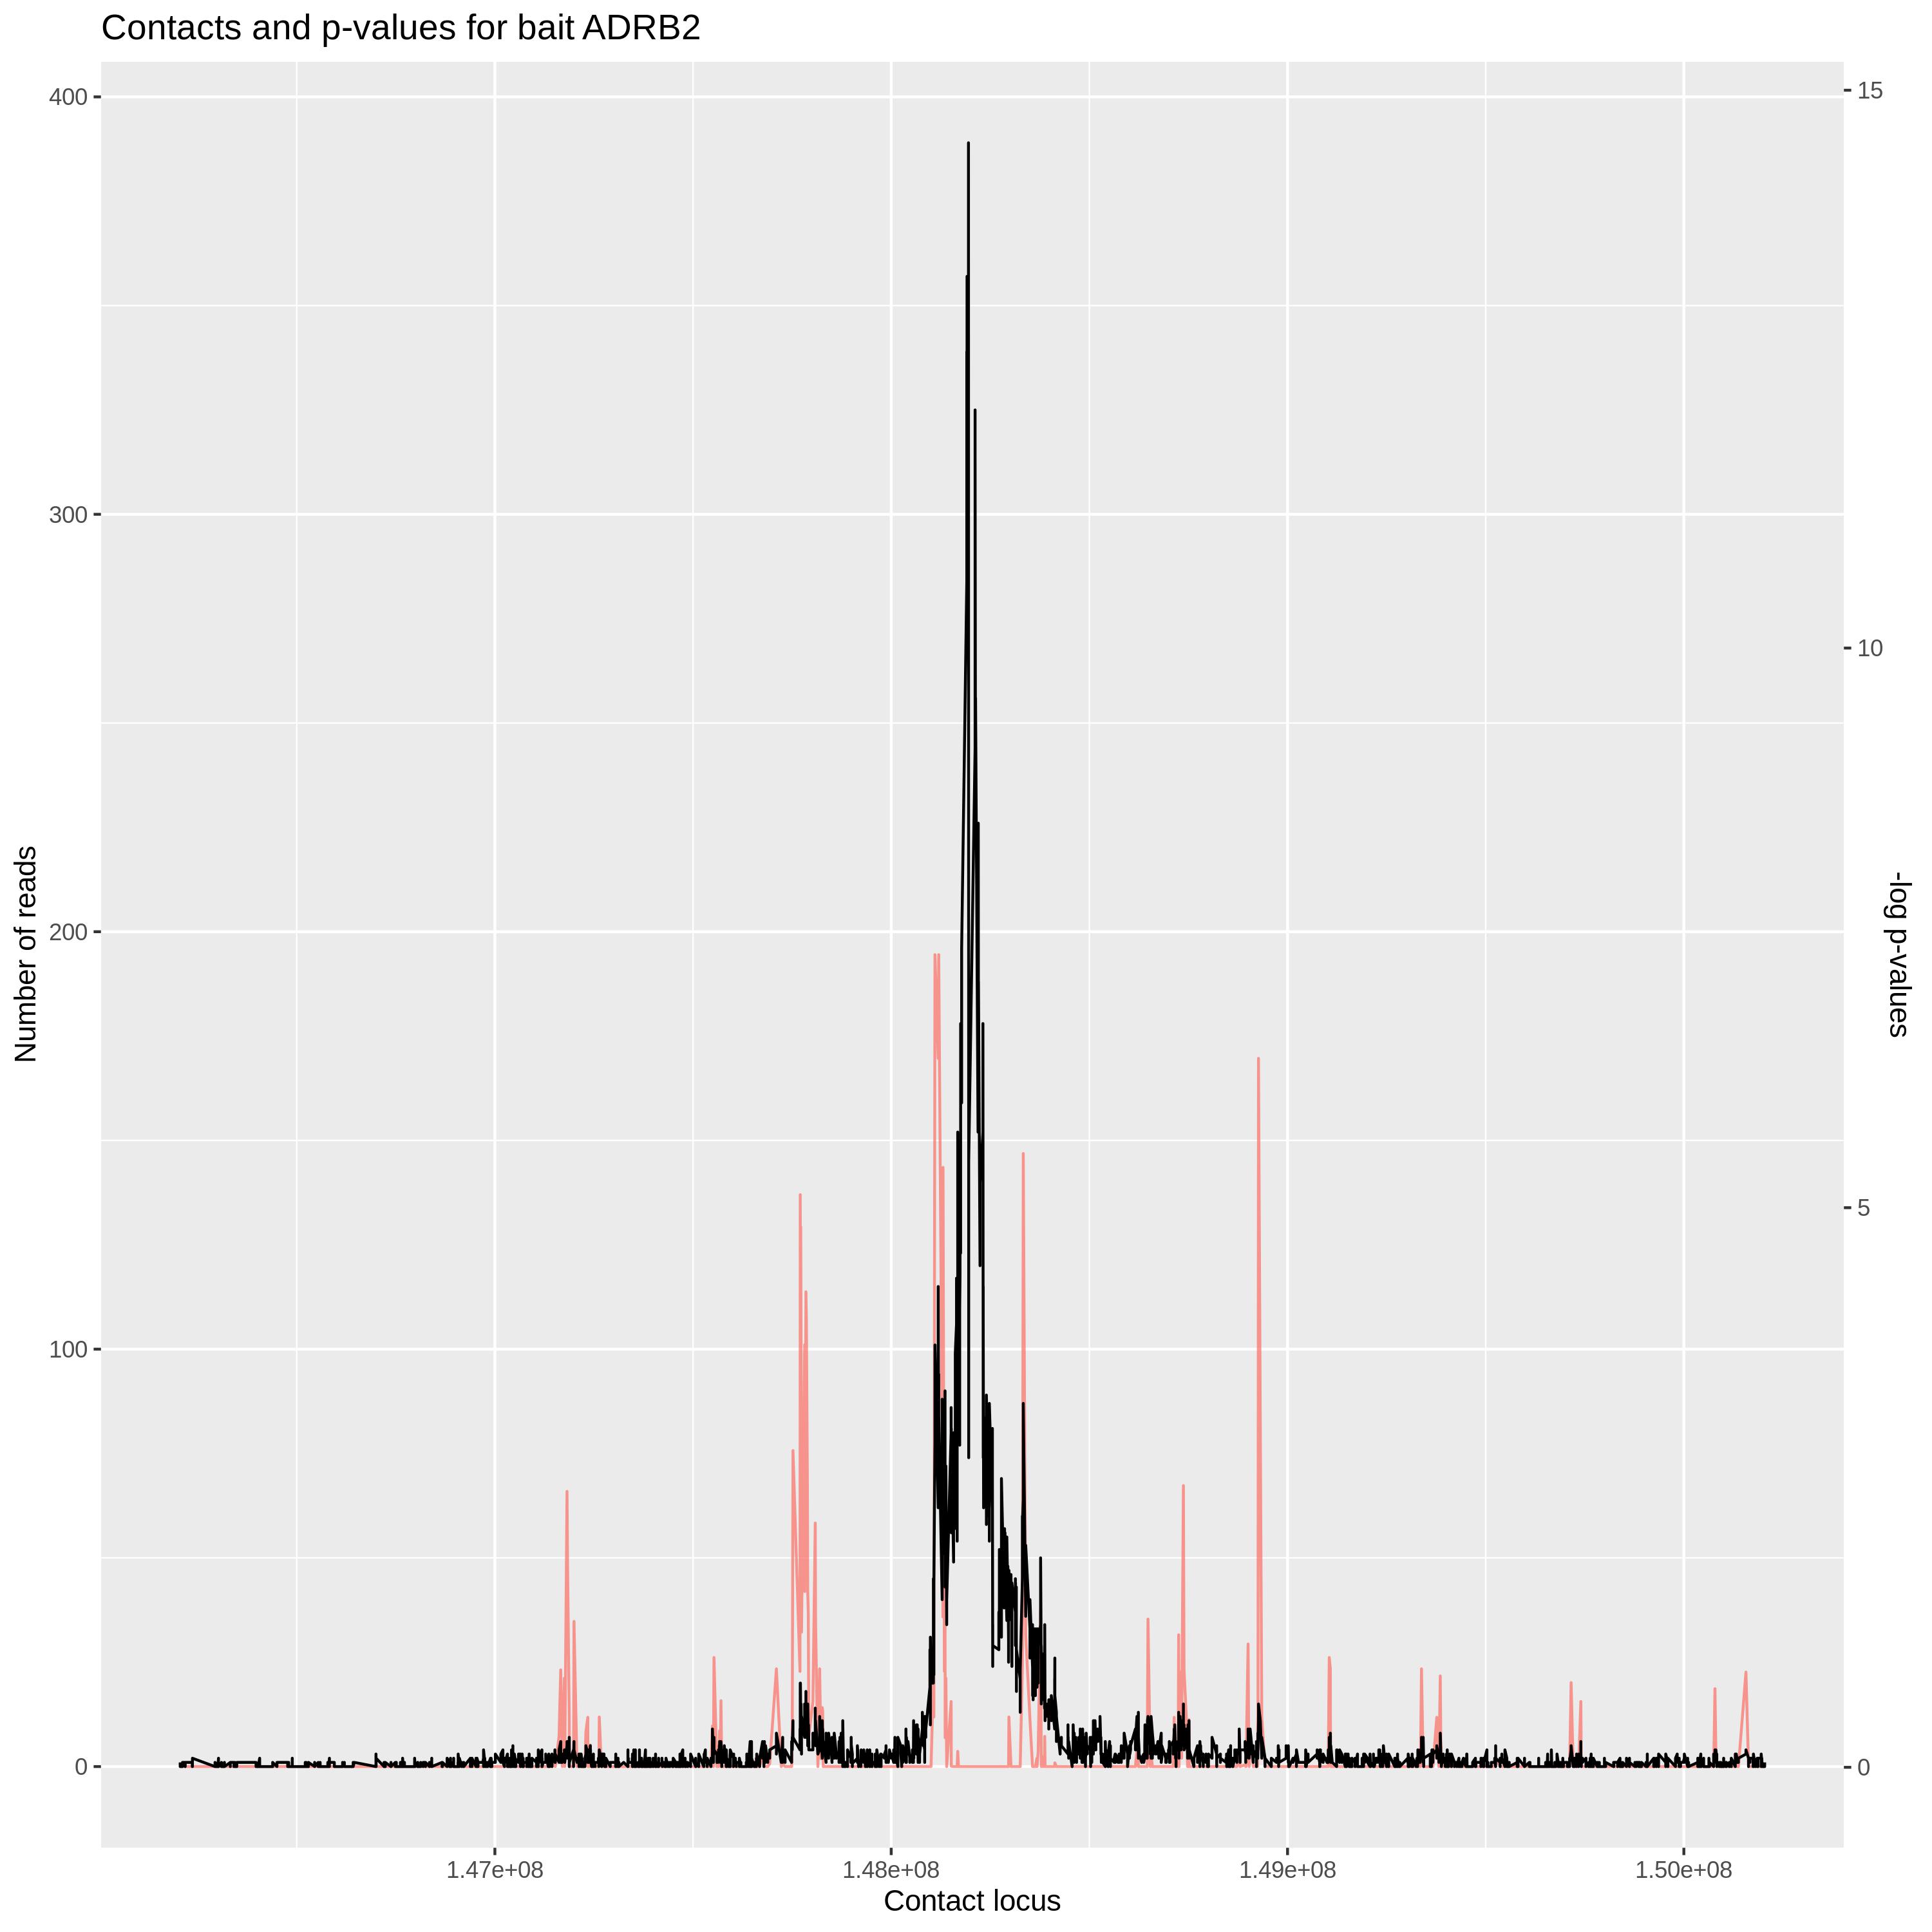 Contacts and p-values for bait ADRB2
400
300
200
100
0
Number of reads
15
10
5
0
-log p-values
1.47e+08
1.48e+08
1.49e+08
1.50e+08
Contact locus